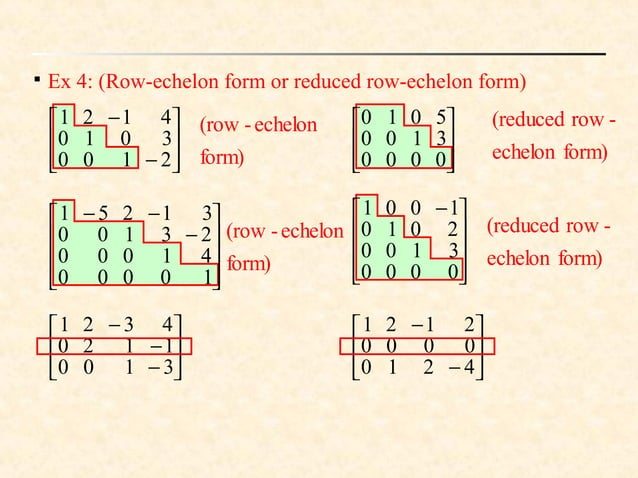 ▪ Ex 4: (Row-echelon form or reduced row-echelon form)
1 2 −1 4
0 1 0 3
0 0 1 −2
(row - echelon
form)
0 1 0 5
0 0 1 3
0 0 0 0
(reduced row -
echelon form)
1 −5 2 −1 3
0 0 1 3 −2
0 0 0 1 4
0 0 0 0 1
(row - echelon
form)
1 0 0 −1
0 1 0 2
0 0 1 3
0 0 0 0
(reduced row -
echelon form)
1 2 −3 4
0 2 1 −1
0 0 1 −3
1 2 −1 2
0 0 0 0
0 1 2 −4